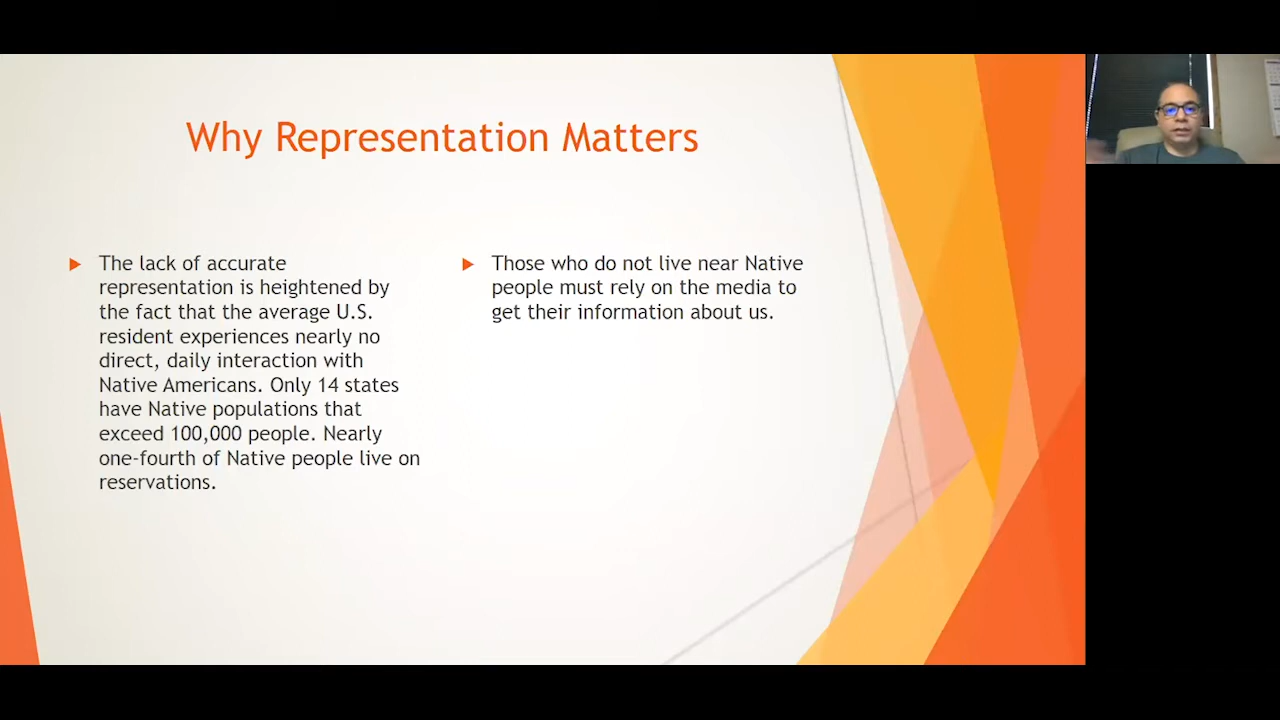 Why Representation Matters
The lack of accurate
representation is heightened by
the fact that the average U.S.
resident experiences nearly no
direct, daily interaction with
Native Americans. Only 14 states
have Native populations that
exceed 100,000 people. Nearly
one-fourth of Native people live on
reservations.
Those who do not live near Native
people must rely on the media to
get their information about us.